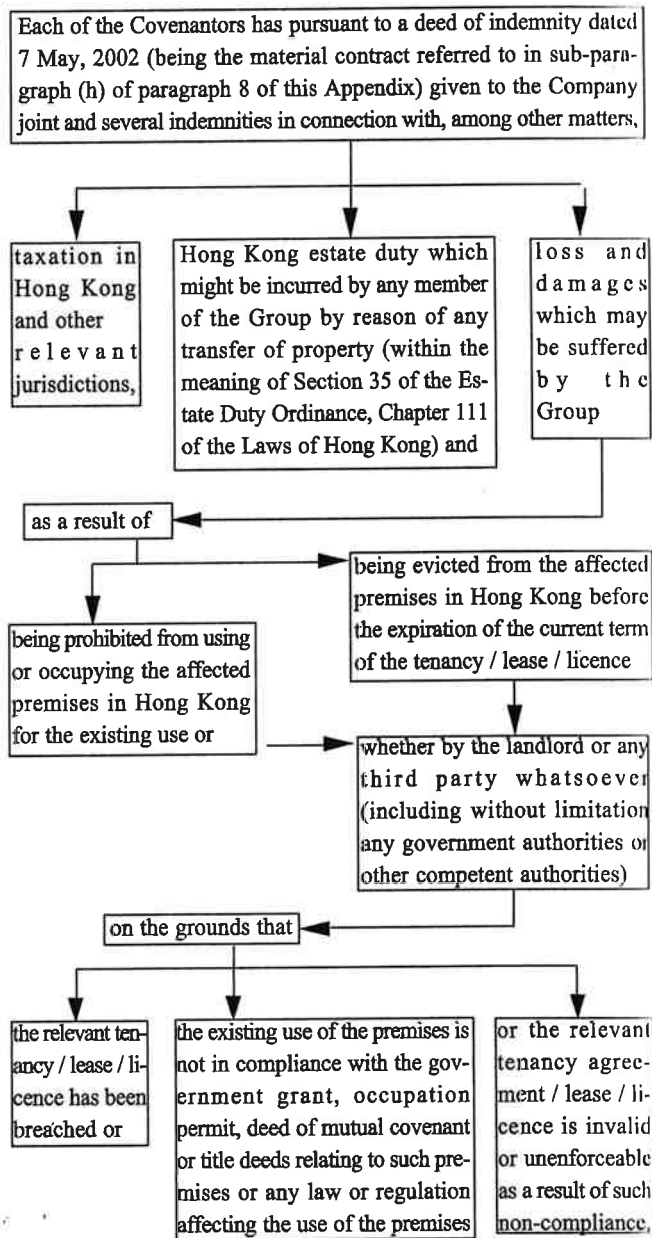 Each of the Covenantors has pursuant to a deed of indemnity dated
7 May, 2002 (being the material contract referred to in sub-para-
graph (h) of paragraph 8 of this Appendix) given to the Company
joint and several indemnities in connection with, among other matters,
taxation in
Hong Kong
and other
relevant
jurisdictions,
Hong Kong estate duty which
might be incurred by any member
of the Group by reason of any
transfer of property (within the
meaning of Section 35 of the Es-
tate Duty Ordinance, Chapter 111
of the Laws of Hong Kong) and
loss and
damages
which may
be suffered
by the
Group
as a result of
being evicted from the affected
premises in Hong Kong before
the expiration of the current term
of the tenancy / lease / licence
being prohibited from using
or occupying the affected
premises in Hong Kong
for the existing use or
whether by the landlord or any
third party whatsoever
(including without limitation
any government authorities or
other competent authorities)
on the grounds that
the relevant ten-
ancy / lease / li-
cence has been
breached or
the existing use of the premises is
not in compliance with the gov-
ernment grant, occupation
permit, deed of mutual covenant
or title deeds relating to such pre-
mises or any law or regulation
affecting the use of the premises
or the relevant
tenancy agree-
ment / lease / li-
cence is invalid
or unenforceable
as a result of such
non-compliance.